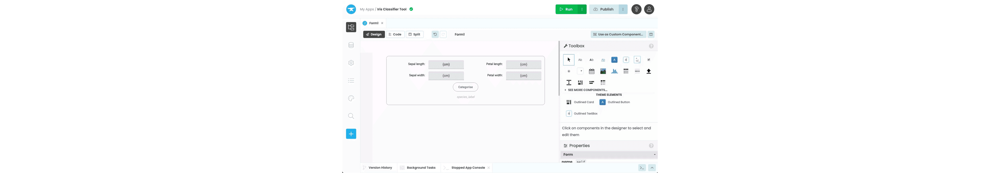 My Apps / Iris Classifier Tool
Run
Publish
Form1
Design
Code
Split
Form1
Use as Custom Component...
Toolbox
Ab Ab Ab A a
Sepal length: (cm) Petal length: (cm)
Sepal width: (cm) Petal width: (cm)
Categorise
species_label
SEE MORE COMPONENTS...
THEME ELEMENTS
Outlined Card
A Outlined Button
a Outlined TextBox
Click on components in the designer to select and
edit them
Properties
Form
name self
Version History
Background Tasks
Stopped App Console